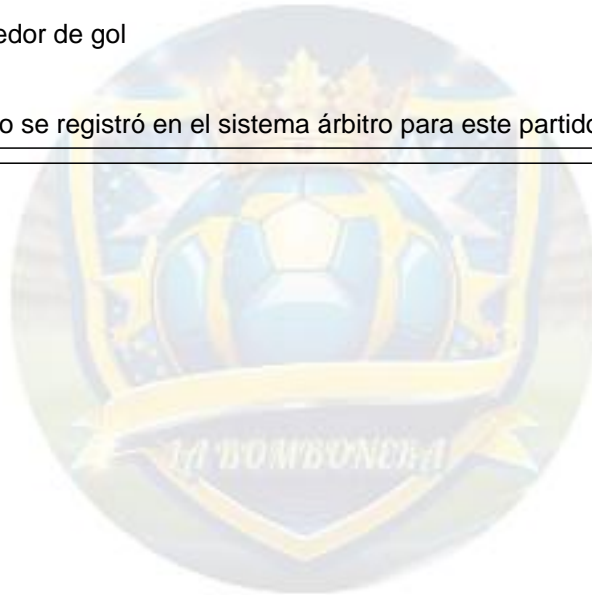 edor de gol
o se registró en el sistema árbitro para este partido
LA BOMBONERA